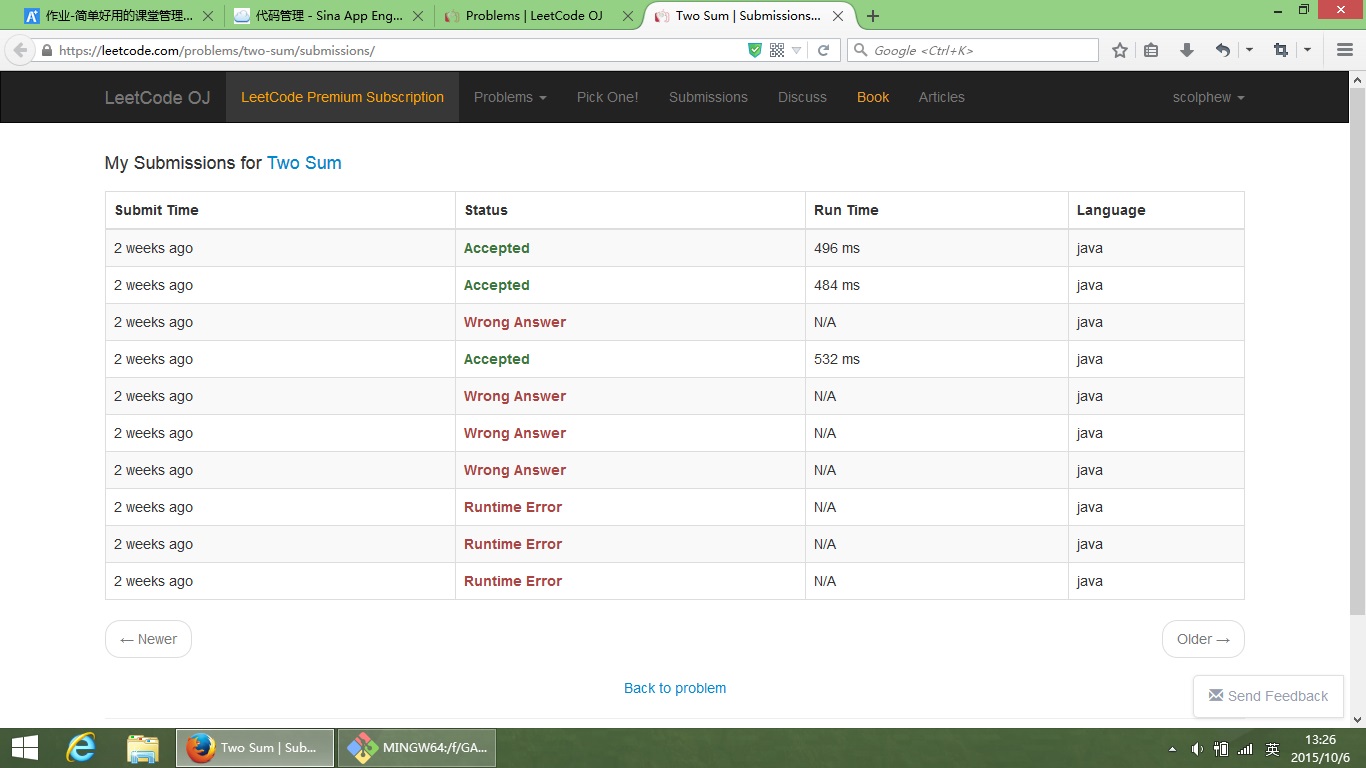 作业-简单好用的课堂管理... 代码管理 - Sina App Eng... Problems | LeetCode OJ Two Sum | Submissions...
https://leetcode.com/problems/two-sum/submissions/ Google <Ctrl+K>
LeetCode OJ LeetCode Premium Subscription Problems Pick One! Submissions Discuss Book Articles scolphew
My Submissions for Two Sum
Submit Time Status Run Time Language
2 weeks ago Accepted 496 ms java
2 weeks ago Accepted 484 ms java
2 weeks ago Wrong Answer N/A java
2 weeks ago Accepted 532 ms java
2 weeks ago Wrong Answer N/A java
2 weeks ago Wrong Answer N/A java
2 weeks ago Wrong Answer N/A java
2 weeks ago Runtime Error N/A java
2 weeks ago Runtime Error N/A java
2 weeks ago Runtime Error N/A java
← Newer Older →
Back to problem
Send Feedback
Two Sum | Sub... MINGW64:/f/GA... 英 13:26
2015/10/6